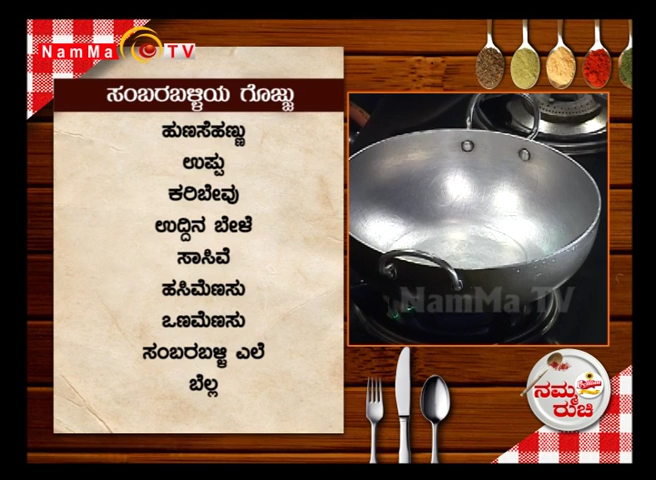 NamMa TV
ಸಂಬರಬಳ್ಳಿಯ ಗೊಜ್ಜು
ಹುಣಸೆಹಣ್ಣು
ಉಪ್ಪು
ಕರಿಬೇವು
ಉದ್ದಿನ ಬೇಳೆ
ಸಾಸಿವೆ
ಹಸಿಮೆಣಸು
ಒಣಮೆಣಸು
ಸಂಬರಬಳ್ಳಿ ಎಲೆ
ಬೆಲ್ಲ
NamMa.TV
ನಮ್ಮ
ರುಚಿ